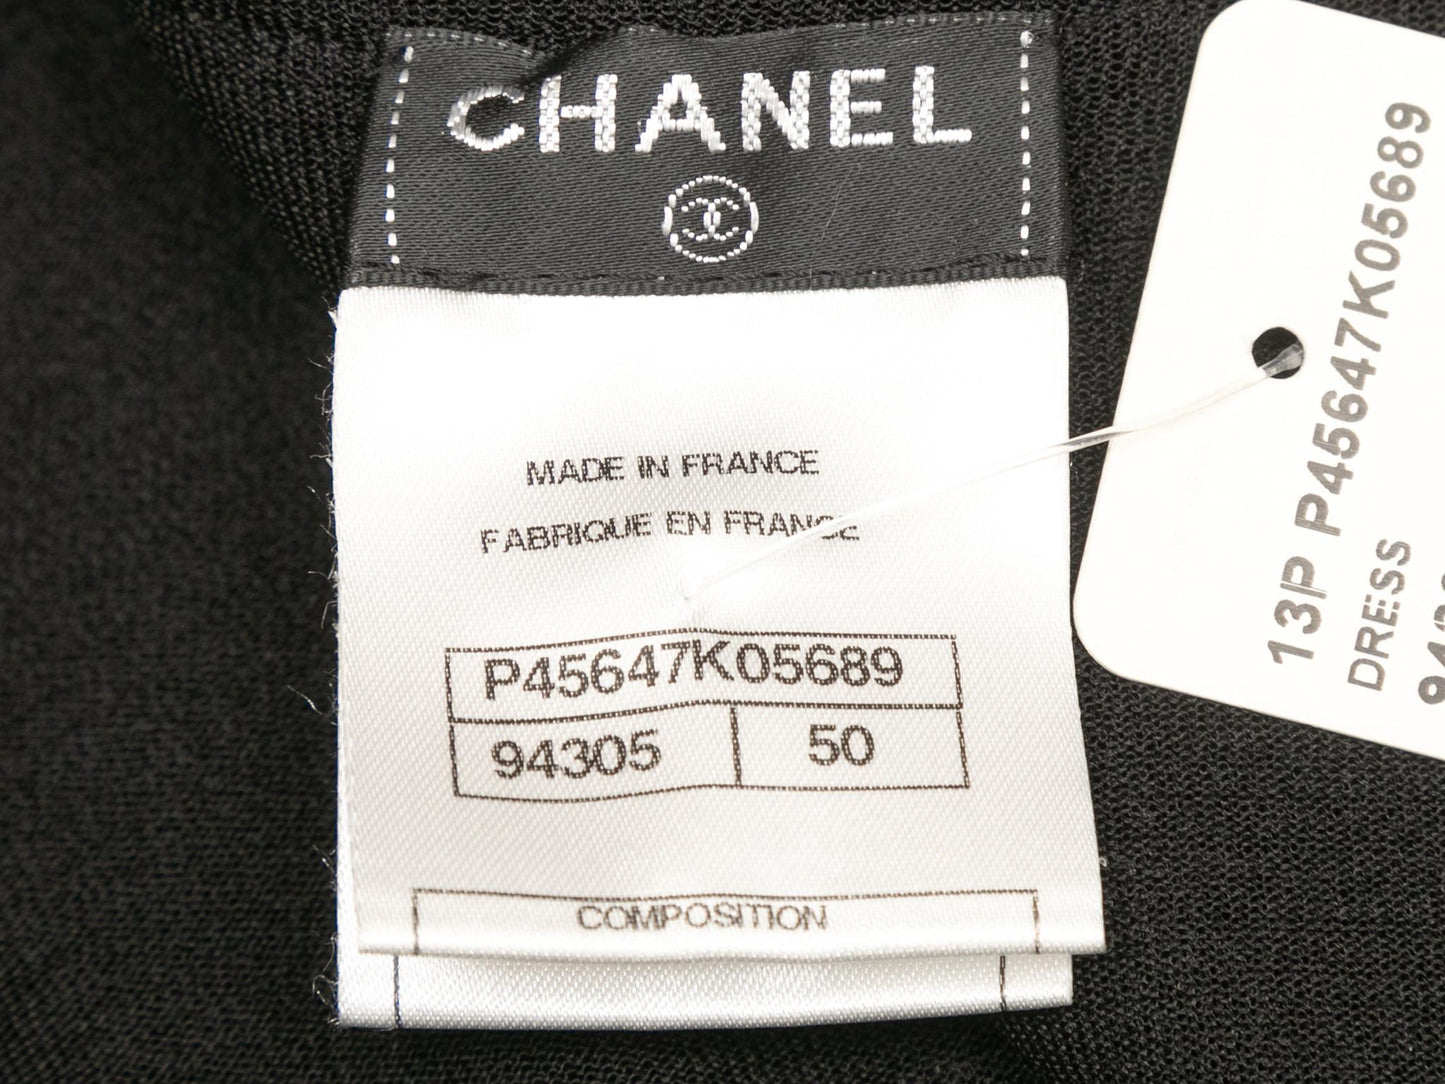 CHANEL
MADE IN FRANCE
FABRIQUE EN FRANCE
P45647K05689
94305 50
COMPOSITION
13P P45647K05689
DRESS